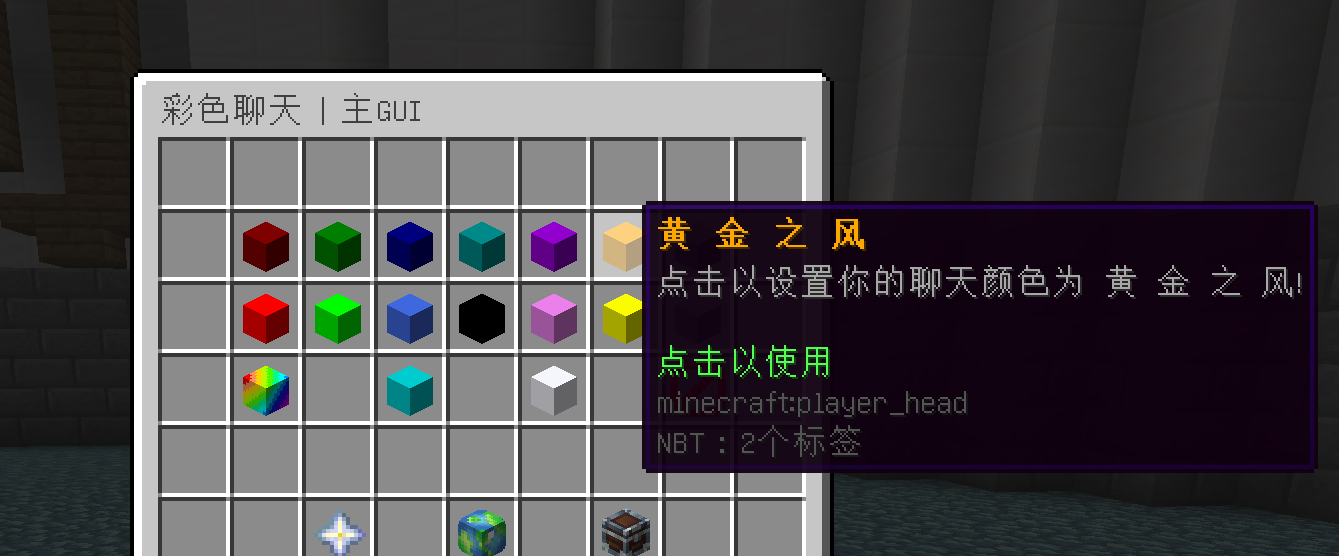 彩色聊天 | 主GUI
黄 金 之 风
点击以设置你的聊天颜色为 黄 金 之 风!
点击以使用
minecraft:player_head
NBT：2个标签